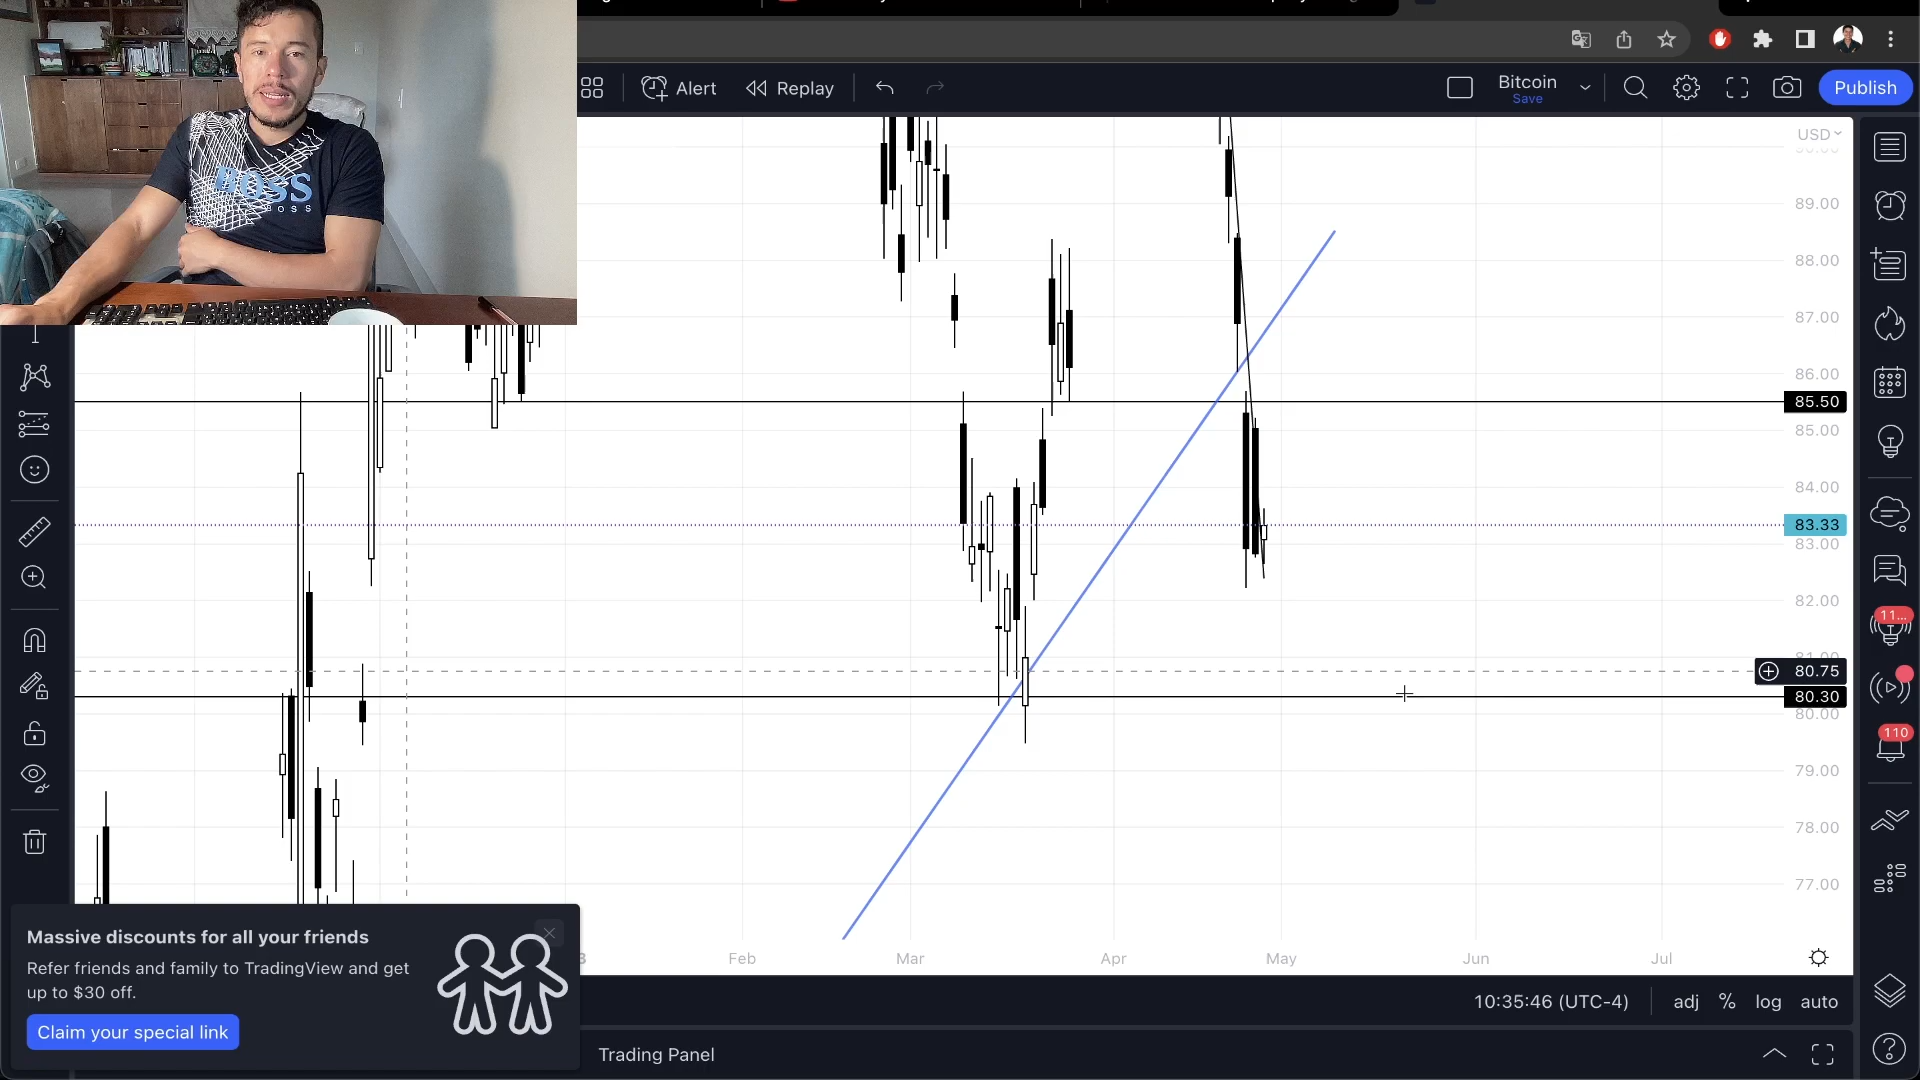 BOSS
BOSS
Alert
Replay
Bitcoin
Save
Publish
USD
89.00
88.00
87.00
86.00
85.50
85.00
84.00
83.33
83.00
82.00
80.75
80.30
80.00
79.00
78.00
77.00
Feb
Mar
Apr
May
Jun
Jul
11...
110
Massive discounts for all your friends
Refer friends and family to TradingView and get
up to $30 off.
Claim your special link
10:35:46 (UTC-4)
adj
%
log
auto
Trading Panel